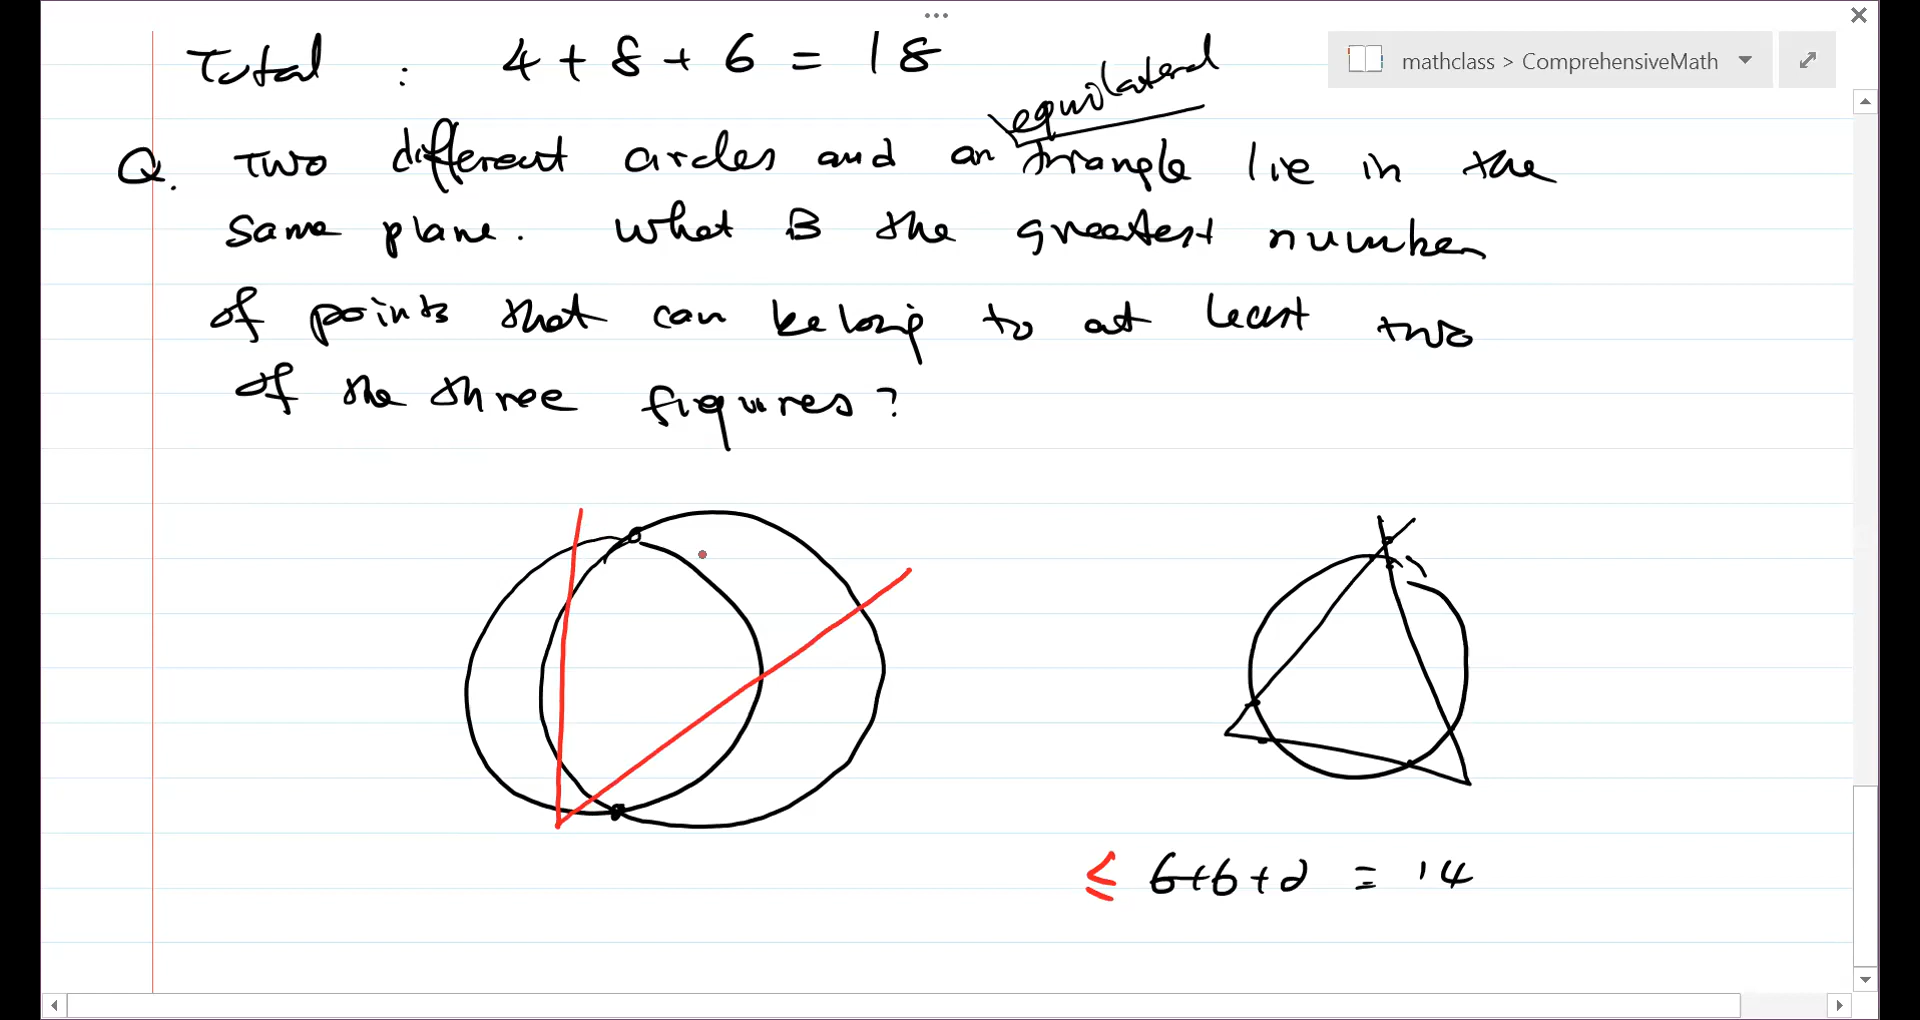 Total : 4 + 8 + 6 = 18
equilateral
Q. Two different circles and an triangle lie in the
same plane. What is the greatest number
of points that can belong to at least two
of the three figures?
≤ 6+6+2 = 14
mathclass > ComprehensiveMath